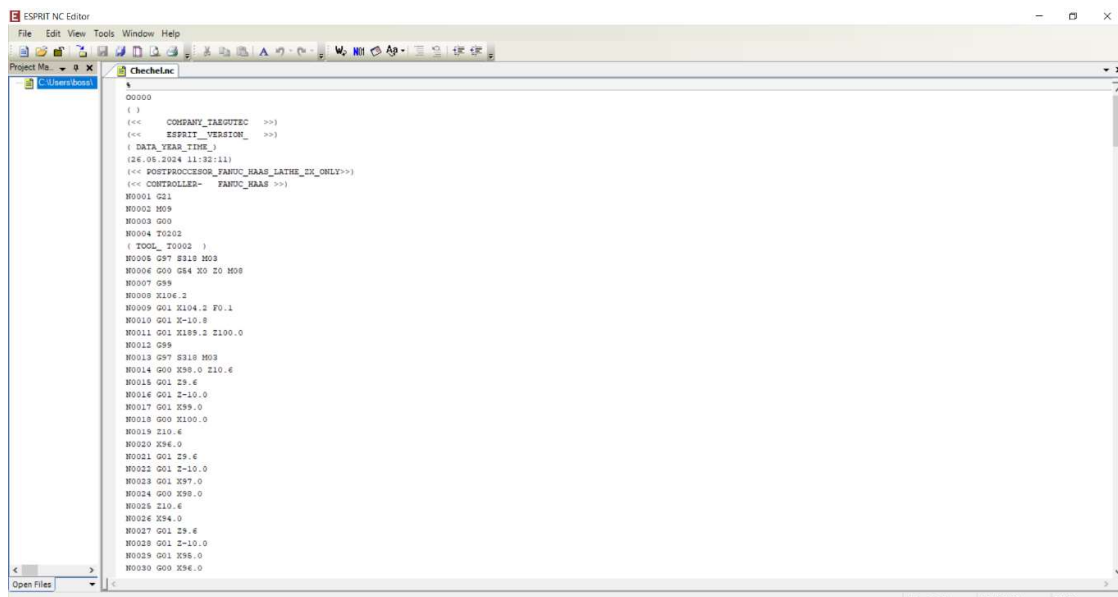 ESPRIT NC Editor
File Edit View Tools Window Help
Project Ma...
Chechel.nc
C:\Users\boss\
%
O0000
( )
(<< COMPANY_TAEGUTEC >>)
(<< ESPRIT__VERSION_ >>)
( DATA_YEAR_TIME_)
(26.05.2024 11:32:11)
(<< POSTPROCCESOR_FANUC_HAAS_LATHE_ZX_ONLY>>)
(<< CONTROLLER- FANUC_HAAS >>)
N0001 G21
N0002 M09
N0003 G00
N0004 T0202
( TOOL_ T0002 )
N0005 G97 S318 M03
N0006 G00 G54 X0 Z0 M08
N0007 G99
N0008 X106.2
N0009 G01 X104.2 F0.1
N0010 G01 X-10.8
N0011 G01 X189.2 Z100.0
N0012 G99
N0013 G97 S318 M03
N0014 G00 X98.0 Z10.6
N0015 G01 Z9.6
N0016 G01 Z-10.0
N0017 G01 X99.0
N0018 G00 X100.0
N0019 Z10.6
N0020 X96.0
N0021 G01 Z9.6
N0022 G01 Z-10.0
N0023 G01 X97.0
N0024 G00 X98.0
N0025 Z10.6
N0026 X94.0
N0027 G01 Z9.6
N0028 G01 Z-10.0
N0029 G01 X95.0
N0030 G00 X96.0
Open Files